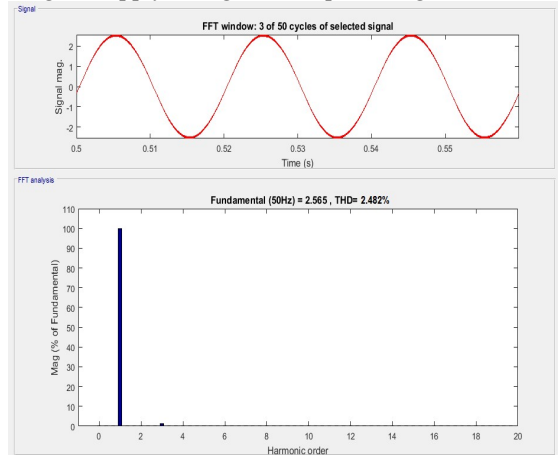 Signal
FFT window: 3 of 50 cycles of selected signal
2
1
0
-1
-2
Signal mag.
0.5 0.51 0.52 0.53 0.54 0.55
Time (s)
FFT analysis
Fundamental (50Hz) = 2.565 , THD= 2.482%
110
100
90
80
70
60
50
40
30
20
10
0
Mag (% of Fundamental)
0 2 4 6 8 10 12 14 16 18 20
Harmonic order